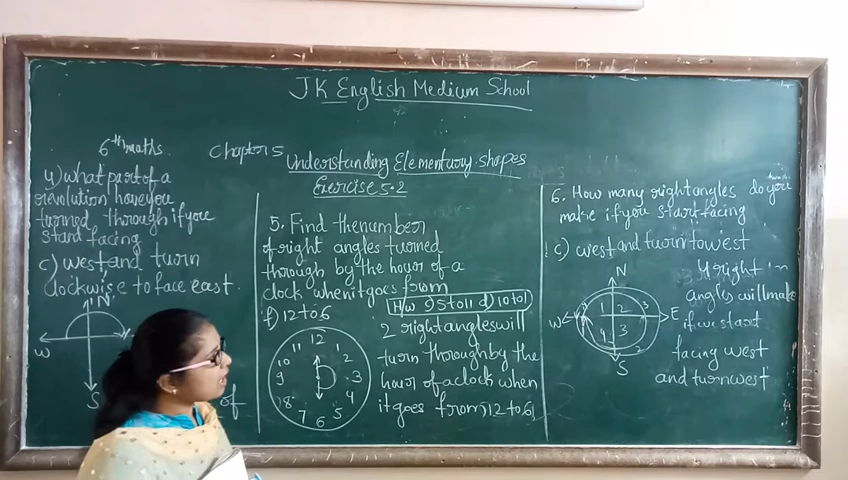 JK English Medium School
6th maths
Chapter 5
Understanding Elementary shapes
Exercise 5.2
4) what part of a
revolution have you
turned through if you
stard facing
c) west and turn
clockwise to face east.
N
W
S
of
5. Find the number
of right angles turned
through by the hour of a
clock when it goes from
f) 12 to 6
H/W 9) 5 to 11 d) 10 to 1
12
1
2
3
4
5
6
7
8
9
10
11
2 right angles will
turn through by the
hour of a clock when
it goes from 12 to 6
6. How many right angles do you
make if you start facing
c) west and turn to west
N
W
E
S
2
3
4
3
2
4 right
angles will make
if we start
facing west
and turn west